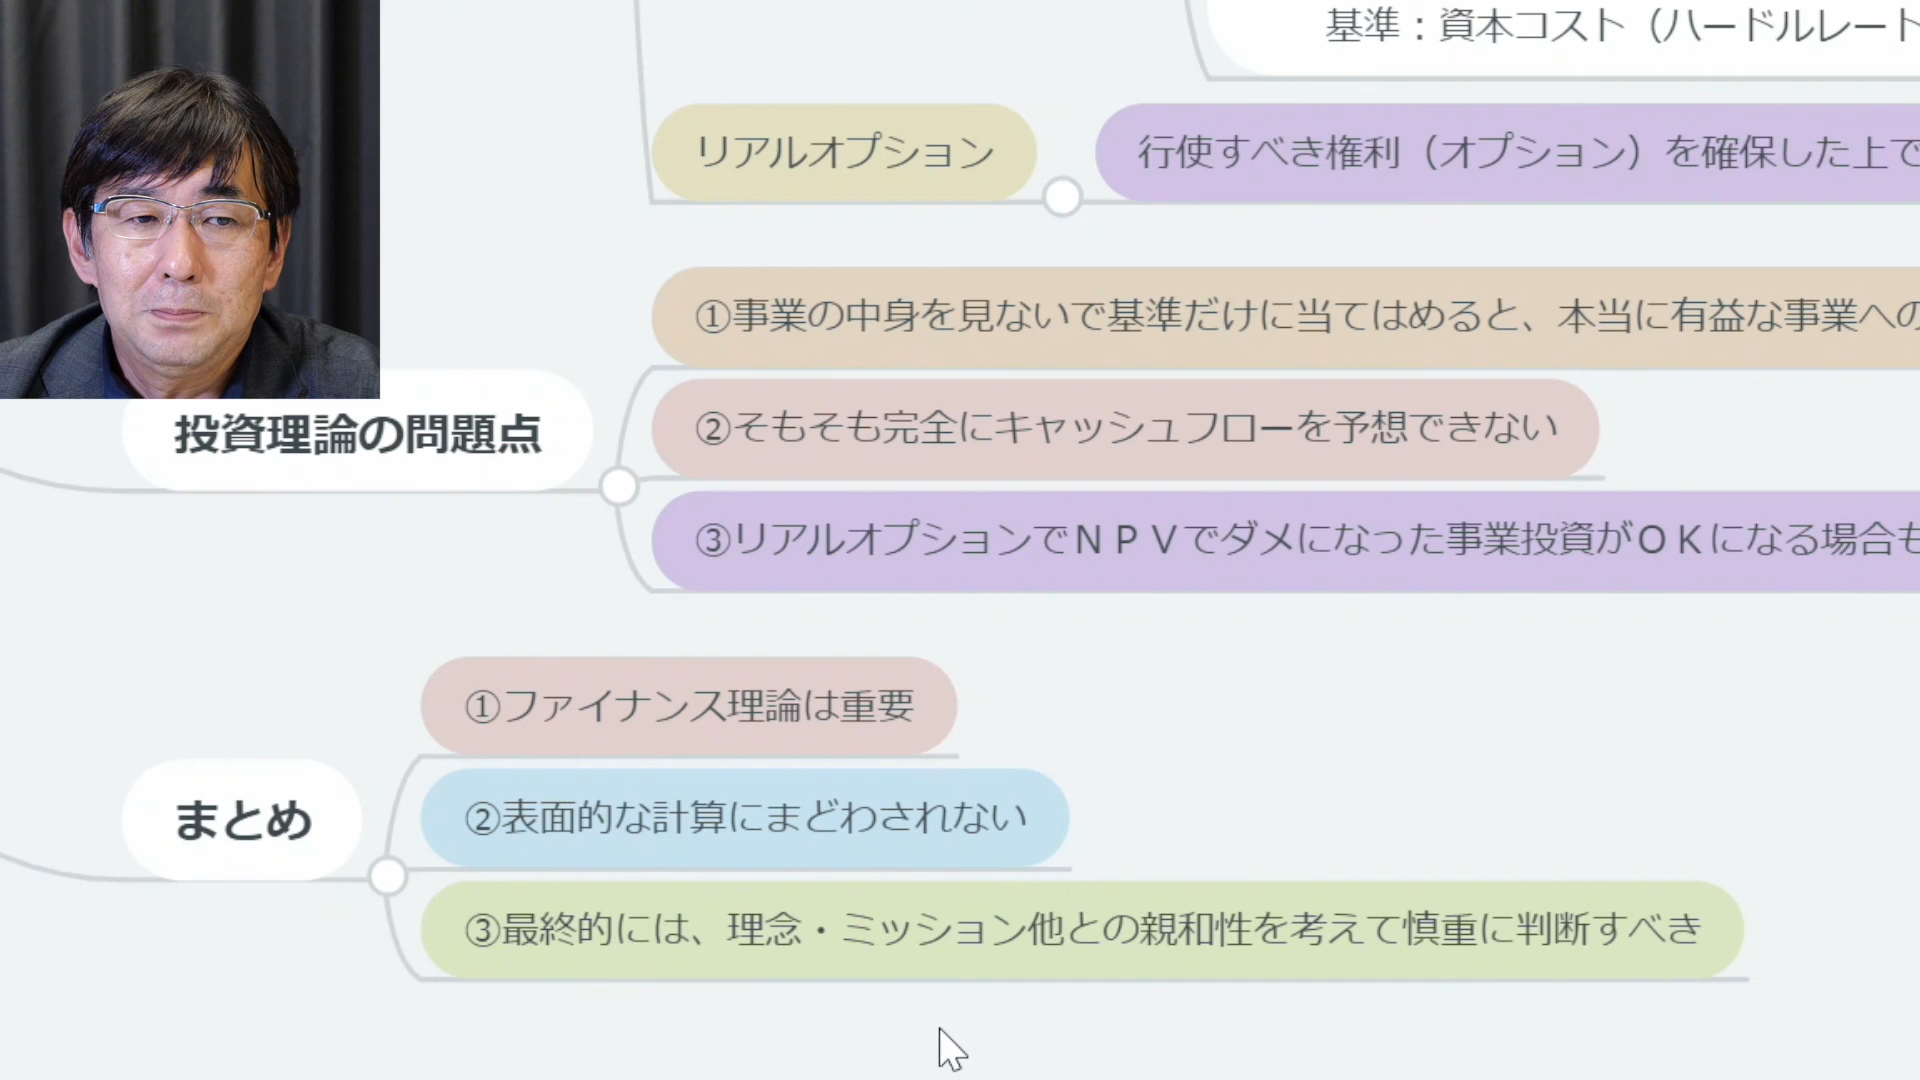 基準：資本コスト（ハードルレート
リアルオプション
行使すべき権利（オプション）を確保した上で
①事業の中身を見ないで基準だけに当てはめると、本当に有益な事業への
投資理論の問題点
②そもそも完全にキャッシュフローを予想できない
③リアルオプションでＮＰＶでダメになった事業投資がＯＫになる場合も
①ファイナンス理論は重要
まとめ
②表面的な計算にまどわされない
③最終的には、理念・ミッション他との親和性を考えて慎重に判断すべき